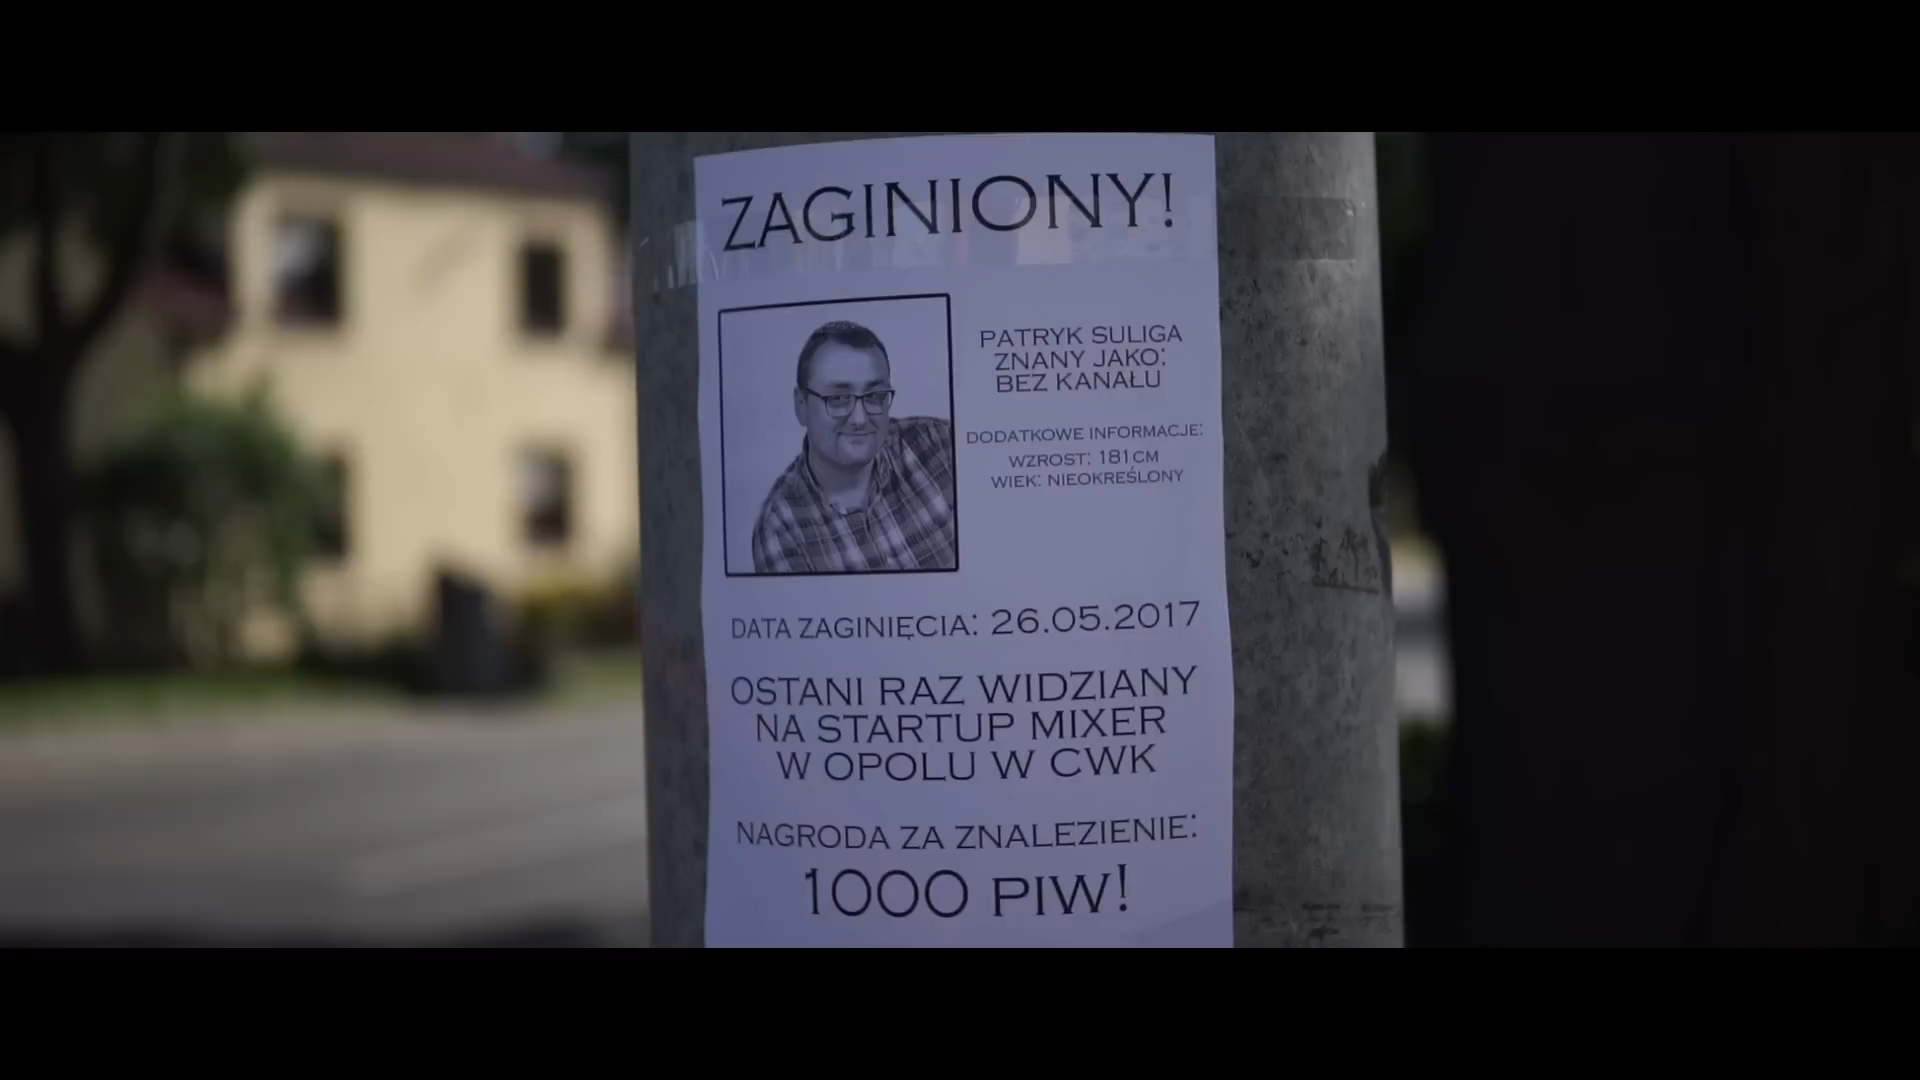 ZAGINIONY!
PATRYK SULIGA
ZNANY JAKO:
BEZ KANAŁU
DODATKOWE INFORMACJE:
WZROST: 181CM
WIEK: NIEOKREŚLONY
DATA ZAGINIĘCIA: 26.05.2017
OSTANI RAZ WIDZIANY
NA STARTUP MIXER
W OPOLU W CWK
NAGRODA ZA ZNALEZIENIE:
1000 PIW!